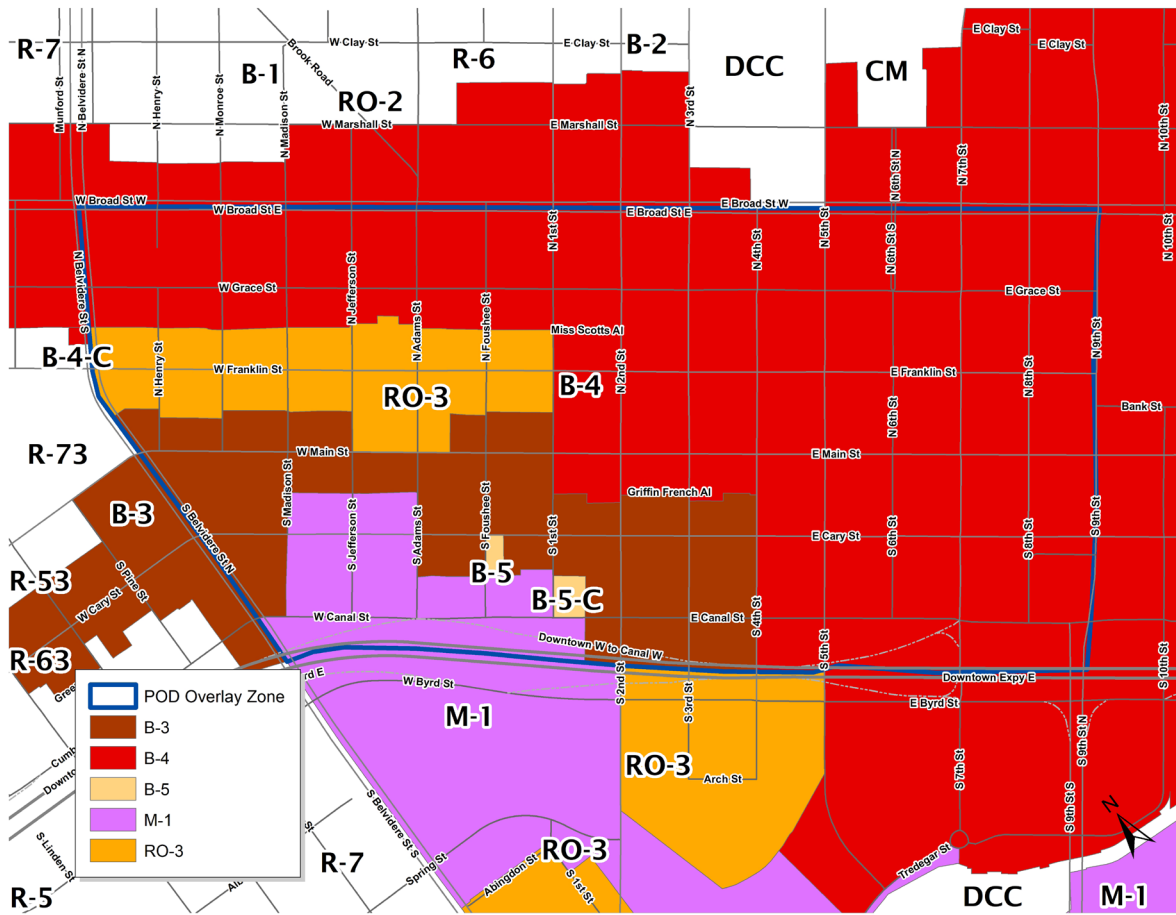 R-7
Munford St
N Belvidere St N
N Henry St
B-1
N Monroe St
N Madison St
Brook Road
W Clay St
RO-2
W Marshall St
R-6
E Clay St
B-2
E Marshall St
N 3rd St
DCC
CM
E Clay St
E Clay St
N 6th St N
N 7th St
N 10th St
W Broad St W
W Broad St E
E Broad St E
E Broad St W
N 1st St
N 4th St
N 5th St
N 6th St S
N 10th St
N Belvidere St S
W Grace St
N Jefferson St
N Adams St
N Foushee St
E Grace St
Miss Scotts Al
N 9th St
B-4-C
N Henry St
W Franklin St
RO-3
B-4
N 2nd St
E Franklin St
N 8th St
N 6th St
Bank St
R-73
W Main St
E Main St
S Madison St
Griffin French Al
B-3
S Belvidere St N
S Jefferson St
S Adams St
S Foushee St
S 1st St
E Cary St
S 6th St
S 8th St
S 9th St
R-53
S Pine St
W Cary St
B-5
B-5-C
W Canal St
E Canal St
S 4th St
R-63
Downtown W to Canal W
S 5th St
S 10th St
Downtown Expy E
rd E
W Byrd St
S 2nd St
S 3rd St
E Byrd St
M-1
S 9th St N
RO-3
Arch St
S 7th St
S 9th St S
N
POD Overlay Zone
B-3
B-4
B-5
M-1
RO-3
Gree
Cumb
Downto
S Linden St
R-5
St
R-7
S Belvidere St S
Spring St
Abingdon St
RO-3
S 1st St
Tredegar St
DCC
M-1